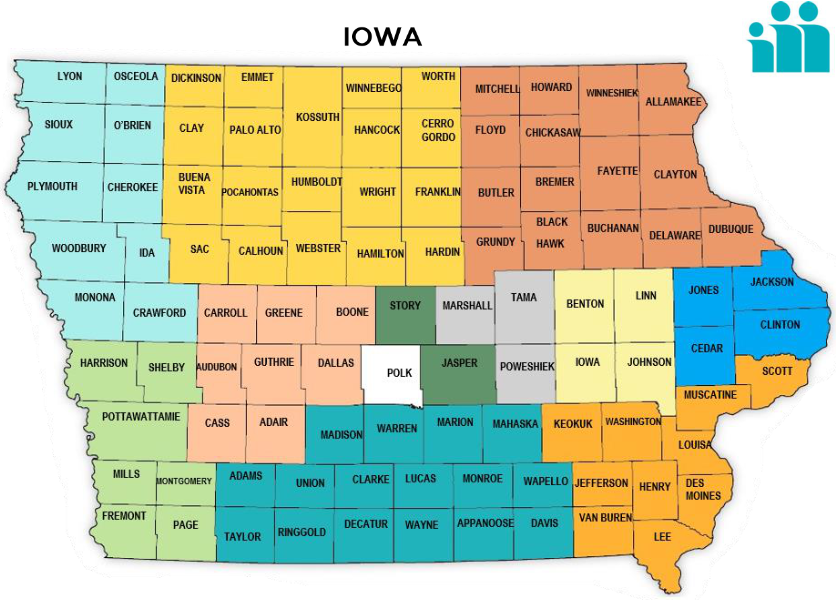 IOWA
LYON
OSCEOLA
DICKINSON
EMMET
KOSSUTH
WINNEBEGO
WORTH
MITCHELL
HOWARD
WINNESHIEK
ALLAMAKEE
SIOUX
O'BRIEN
CLAY
PALO ALTO
HANCOCK
CERRO
GORDO
FLOYD
CHICKASAW
PLYMOUTH
CHEROKEE
BUENA
VISTA
POCAHONTAS
HUMBOLDT
WRIGHT
FRANKLIN
BUTLER
BREMER
FAYETTE
CLAYTON
WOODBURY
IDA
SAC
CALHOUN
WEBSTER
HAMILTON
HARDIN
GRUNDY
BLACK
HAWK
BUCHANAN
DELAWARE
DUBUQUE
MONONA
CRAWFORD
CARROLL
GREENE
BOONE
STORY
MARSHALL
TAMA
BENTON
LINN
JONES
JACKSON
CLINTON
HARRISON
SHELBY
AUDUBON
GUTHRIE
DALLAS
POLK
JASPER
POWESHIEK
IOWA
JOHNSON
CEDAR
SCOTT
MUSCATINE
POTTAWATTAMIE
CASS
ADAIR
MADISON
WARREN
MARION
MAHASKA
KEOKUK
WASHINGTON
LOUISA
MILLS
MONTGOMERY
ADAMS
UNION
CLARKE
LUCAS
MONROE
WAPELLO
JEFFERSON
HENRY
DES
MOINES
FREMONT
PAGE
TAYLOR
RINGGOLD
DECATUR
WAYNE
APPANOOSE
DAVIS
VAN BUREN
LEE